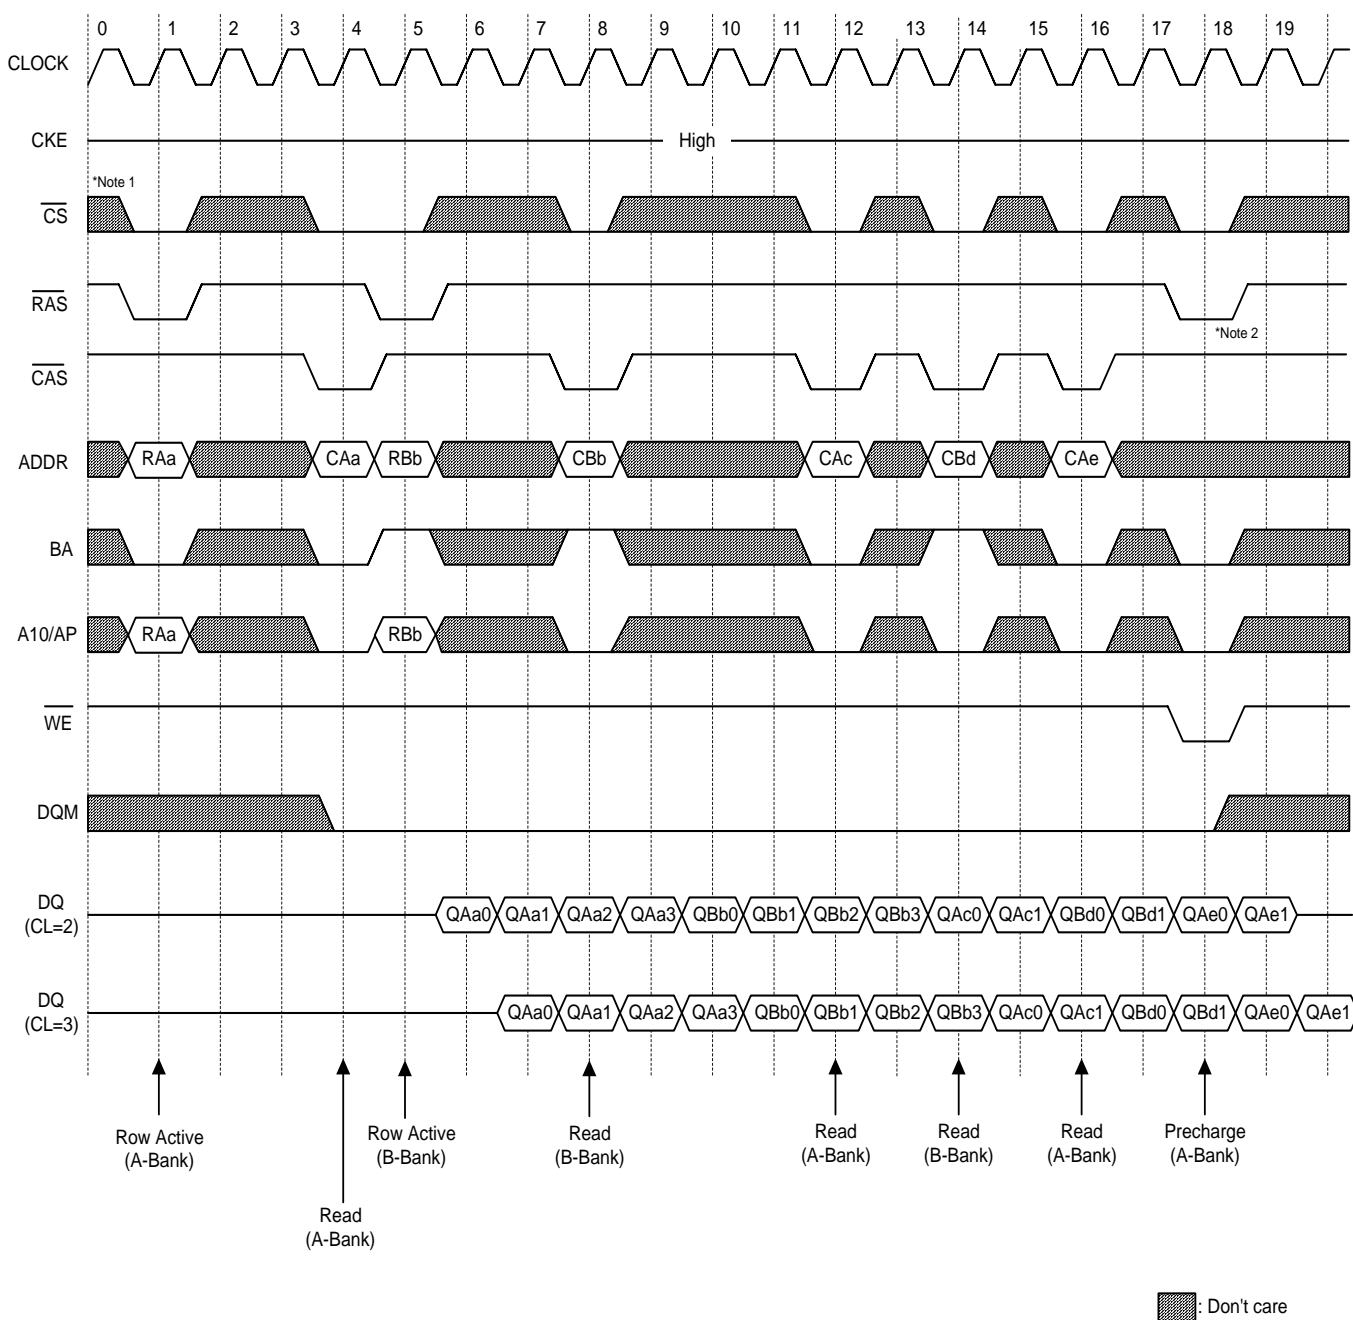 0 1 2 3 4 5 6 7 8 9 10 11 12 13 14 15 16 17 18 19
CLOCK
CKE High
*Note 1
CS
RAS
*Note 2
CAS
ADDR RAa CAa RBb CBb CAc CBd CAe
BA
A10/AP RAa RBb
WE
DQM
DQ
(CL=2)
QAa0 QAa1 QAa2 QAa3 QBb0 QBb1 QBb2 QBb3 QAc0 QAc1 QBd0 QBd1 QAe0 QAe1
DQ
(CL=3)
QAa0 QAa1 QAa2 QAa3 QBb0 QBb1 QBb2 QBb3 QAc0 QAc1 QBd0 QBd1 QAe0 QAe1
Row Active
(A-Bank)
Read
(A-Bank)
Row Active
(B-Bank)
Read
(B-Bank)
Read
(A-Bank)
Read
(B-Bank)
Read
(A-Bank)
Precharge
(A-Bank)
: Don't care